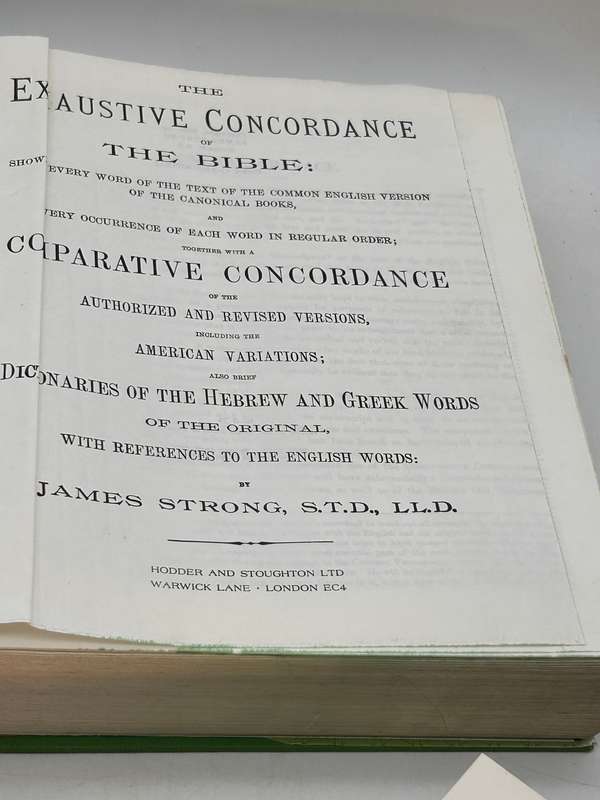 THE
EXAUSTIVE CONCORDANCE
OF
THE BIBLE:
SHOW EVERY WORD OF THE TEXT OF THE COMMON ENGLISH VERSION
OF THE CANONICAL BOOKS,
AND
VERY OCCURRENCE OF EACH WORD IN REGULAR ORDER;
TOGETHER WITH A
COMPARATIVE CONCORDANCE
OF THE
AUTHORIZED AND REVISED VERSIONS,
INCLUDING THE
AMERICAN VARIATIONS;
ALSO BRIEF
DICIONARIES OF THE HEBREW AND GREEK WORDS
OF THE ORIGINAL,
WITH REFERENCES TO THE ENGLISH WORDS:
BY
JAMES STRONG, S.T.D., LL.D.
HODDER AND STOUGHTON LTD
WARWICK LANE · LONDON EC4